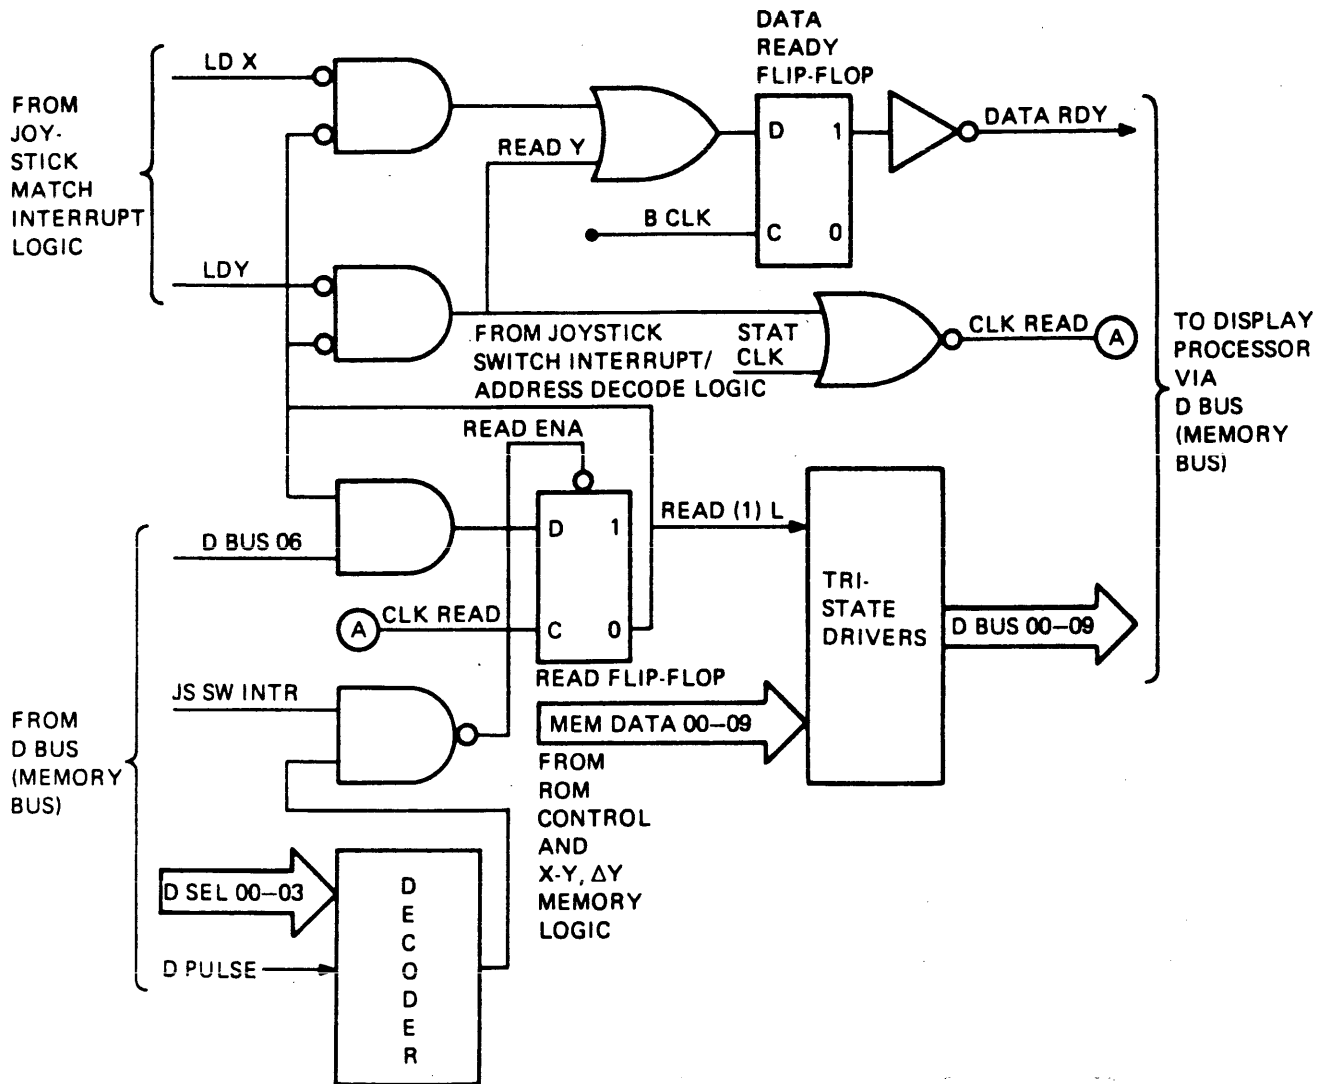 DATA
READY
FLIP-FLOP
LD X
FROM
JOY-
STICK
MATCH
INTERRUPT
LOGIC
D 1
DATA RDY
READ Y
B CLK
C 0
LDY
FROM JOYSTICK
SWITCH INTERRUPT/
ADDRESS DECODE LOGIC
STAT
CLK
CLK READ
A
TO DISPLAY
PROCESSOR
VIA
D BUS
(MEMORY
BUS)
READ ENA
D 1
READ (1) L
D BUS 06
A
CLK READ
C 0
READ FLIP-FLOP
TRI-
STATE
DRIVERS
D BUS 00–09
JS SW INTR
FROM
D BUS
(MEMORY
BUS)
MEM DATA 00–09
FROM
ROM
CONTROL
AND
X-Y, ΔY
MEMORY
LOGIC
D SEL 00–03
D PULSE
D
E
C
O
D
E
R